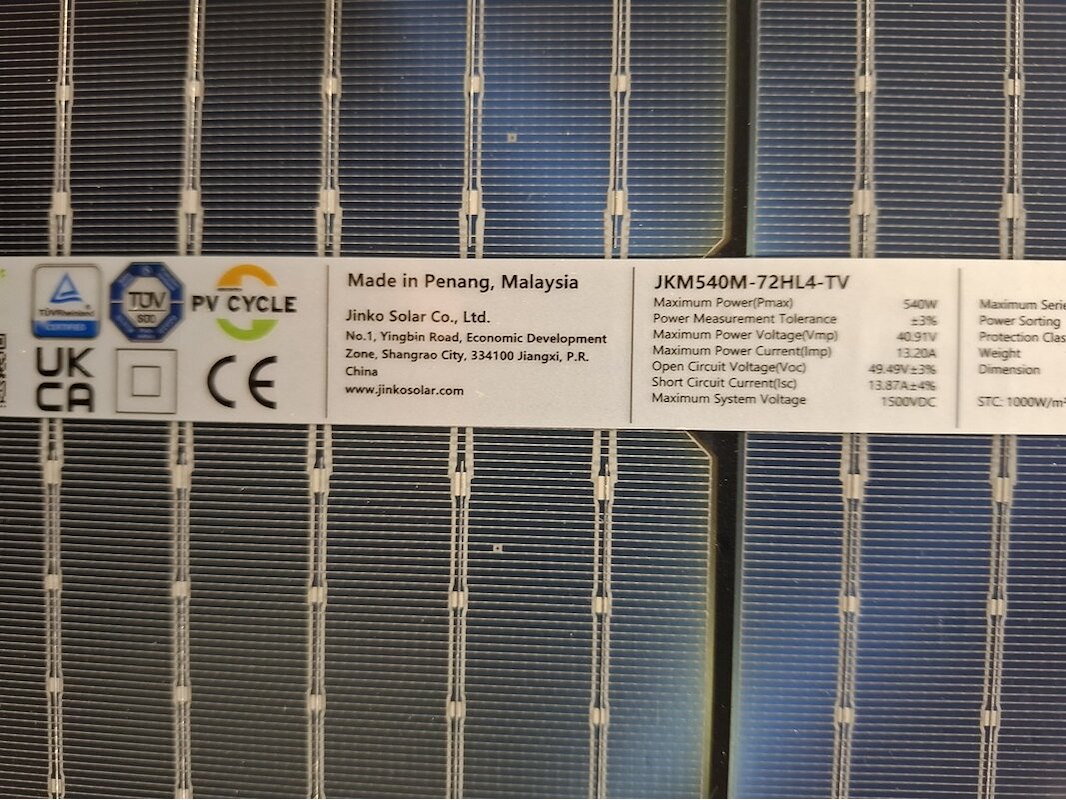 TÜVRheinland
CERTIFIED
TÜV
SÜD
PV CYCLE
UK
CA
CE
Made in Penang, Malaysia
Jinko Solar Co., Ltd.
No.1, Yingbin Road, Economic Development
Zone, Shangrao City, 334100 Jiangxi, P.R.
China
www.jinkosolar.com
JKM540M-72HL4-TV
Maximum Power(Pmax) 540W
Power Measurement Tolerance ±3%
Maximum Power Voltage(Vmp) 40.91V
Maximum Power Current(Imp) 13.20A
Open Circuit Voltage(Voc) 49.49V±3%
Short Circuit Current(Isc) 13.87A±4%
Maximum System Voltage 1500VDC
Maximum Serie
Power Sorting
Protection Clas
Weight
Dimension
STC: 1000W/m²